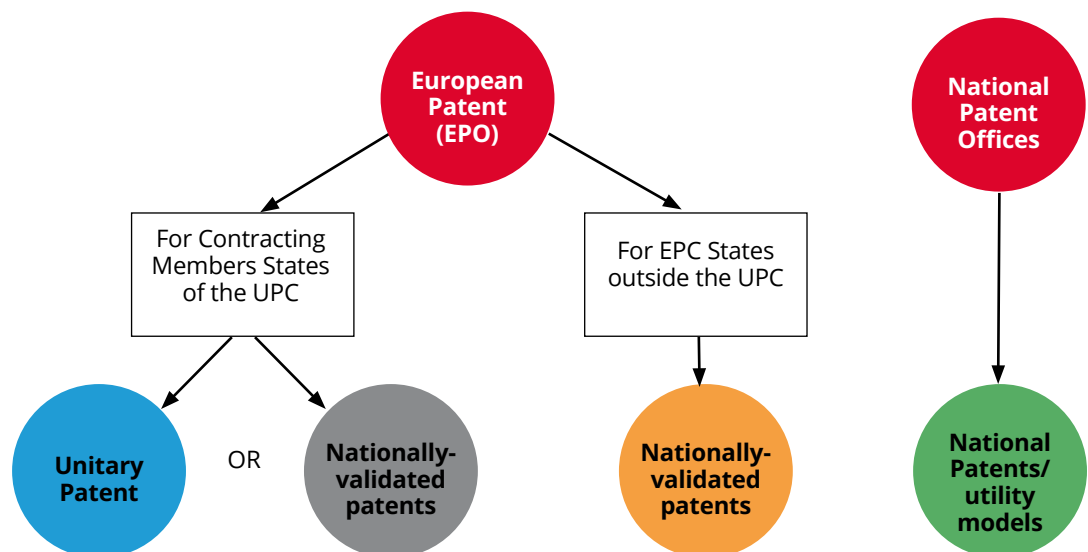 European
Patent
(EPO)
National
Patent
Offices
For Contracting
Members States
of the UPC
For EPC States
outside the UPC
Unitary
Patent
OR
Nationally-
validated
patents
Nationally-
validated
patents
National
Patents/
utility
models